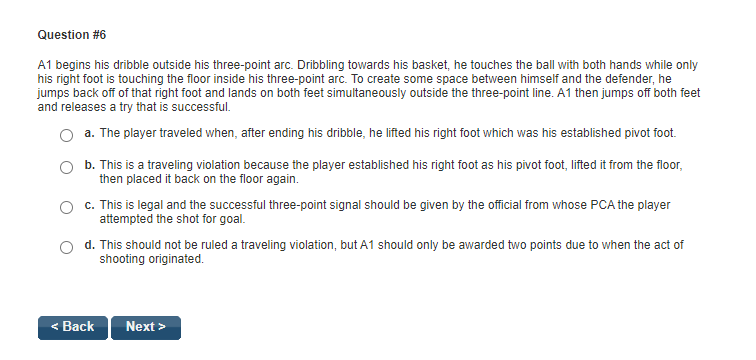 Question #6
A1 begins his dribble outside his three-point arc. Dribbling towards his basket, he touches the ball with both hands while only
his right foot is touching the floor inside his three-point arc. To create some space between himself and the defender, he
jumps back off of that right foot and lands on both feet simultaneously outside the three-point line. A1 then jumps off both feet
and releases a try that is successful.
a. The player traveled when, after ending his dribble, he lifted his right foot which was his established pivot foot.
b. This is a traveling violation because the player established his right foot as his pivot foot, lifted it from the floor,
then placed it back on the floor again.
c. This is legal and the successful three-point signal should be given by the official from whose PCA the player
attempted the shot for goal.
d. This should not be ruled a traveling violation, but A1 should only be awarded two points due to when the act of
shooting originated.
< Back Next >